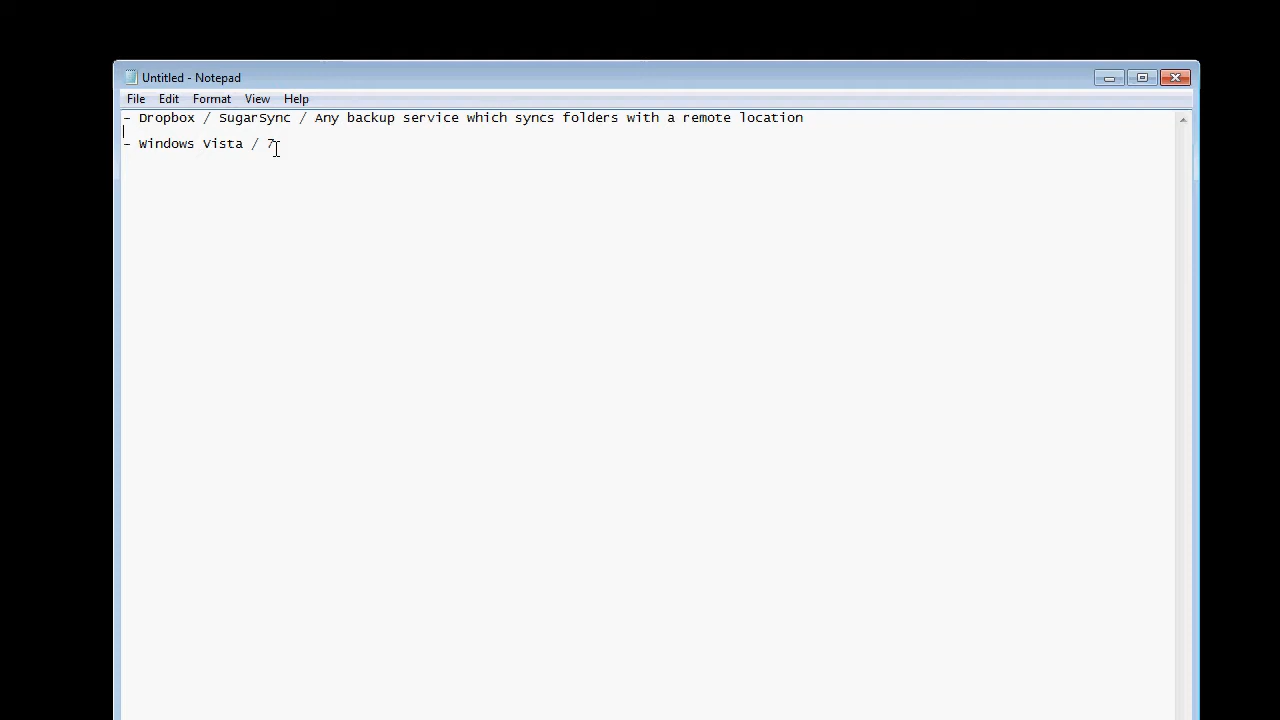 Untitled - Notepad
File Edit Format View Help
- Dropbox / SugarSync / Any backup service which syncs folders with a remote location
- Windows Vista / 7